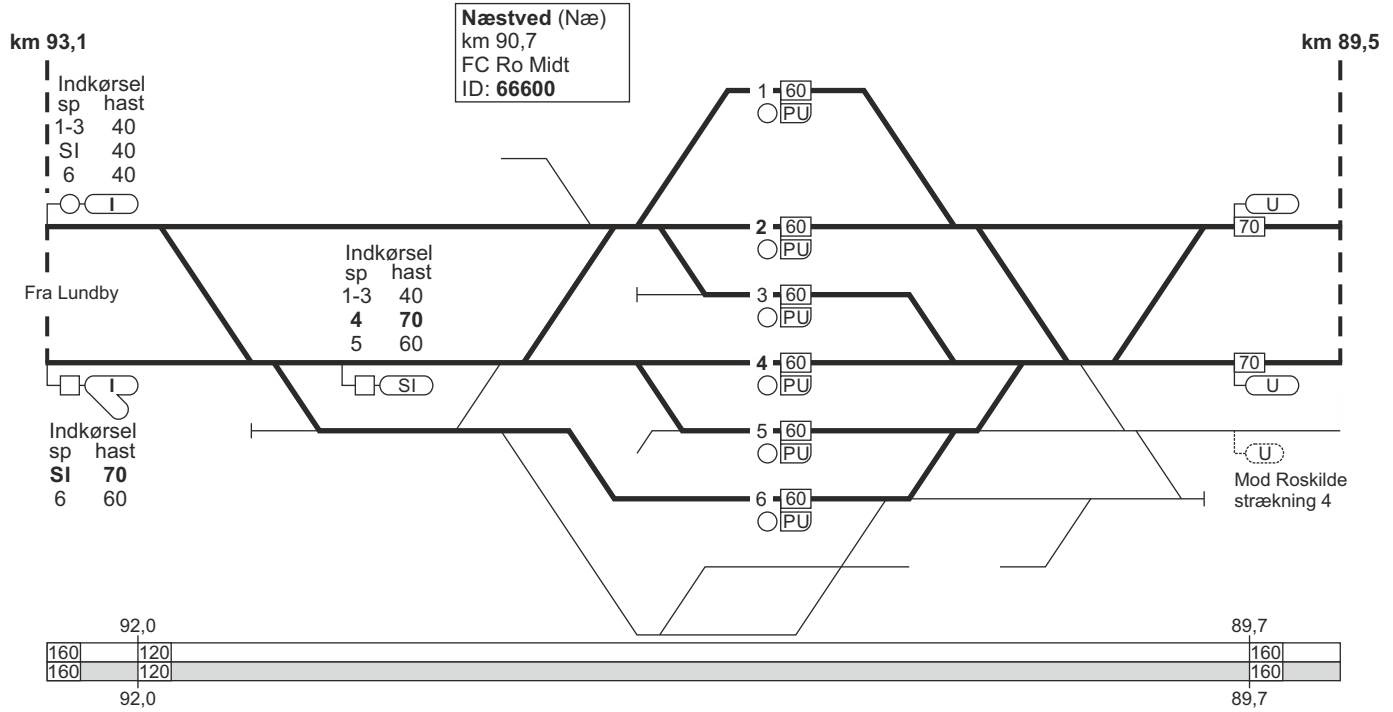 Næstved (Næ)
km 90,7
FC Ro Midt
ID: 66600
km 93,1
km 89,5
Indkørsel
sp hast
1-3 40
SI 40
6 40
I
Fra Lundby
Indkørsel
sp hast
1-3 40
4 70
5 60
SI
I
Indkørsel
sp hast
SI 70
6 60
1 60
PU
2 60
PU
3 60
PU
4 60
PU
5 60
PU
6 60
PU
U
70
70
U
U
Mod Roskilde
strækning 4
92,0 89,7
160 120 160
160 120 160
92,0 89,7